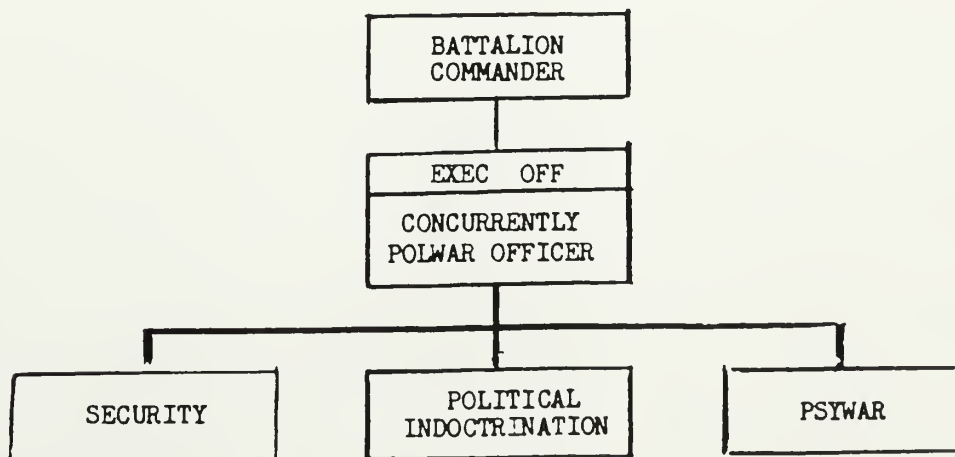 BATTALION
COMMANDER
EXEC OFF
CONCURRENTLY
POLWAR OFFICER
SECURITY
POLITICAL
INDOCTRINATION
PSYWAR